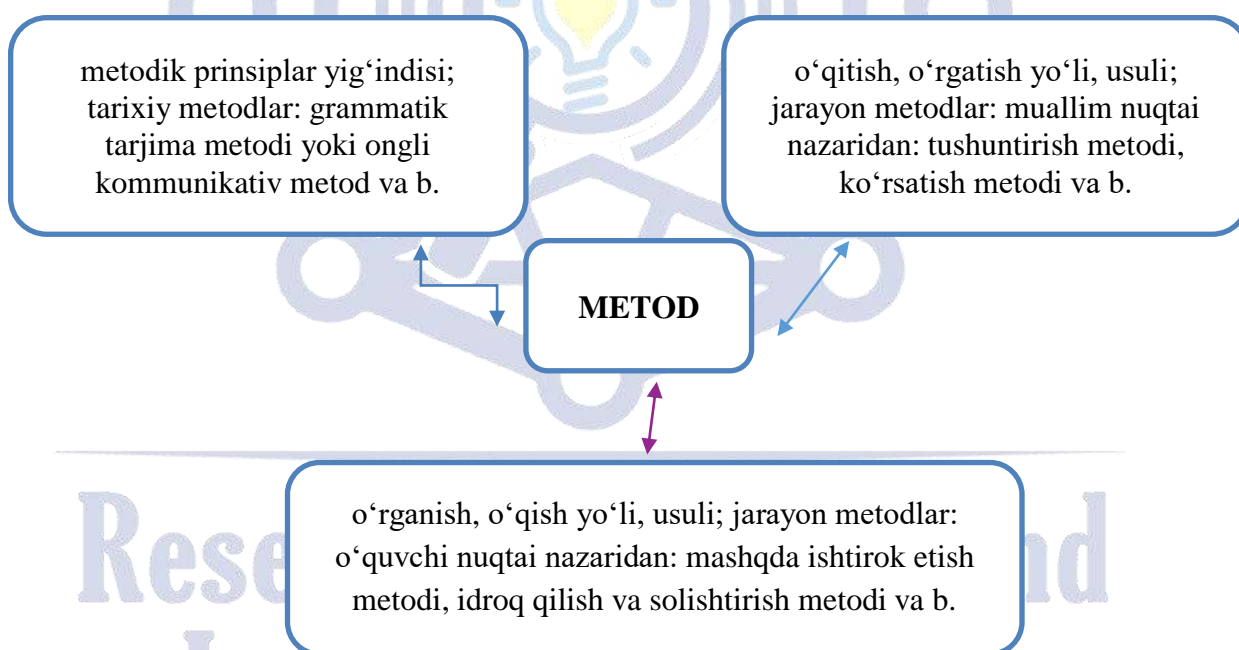 metodik prinsiplar yig‘indisi;
tarixiy metodlar: grammatik
tarjima metodi yoki ongli
kommunikativ metod va b.
o‘qitish, o‘rgatish yo‘li, usuli;
jarayon metodlar: muallim nuqtai
nazaridan: tushuntirish metodi,
ko‘rsatish metodi va b.
METOD
o‘rganish, o‘qish yo‘li, usuli; jarayon metodlar:
o‘quvchi nuqtai nazaridan: mashqda ishtirok etish
metodi, idroq qilish va solishtirish metodi va b.